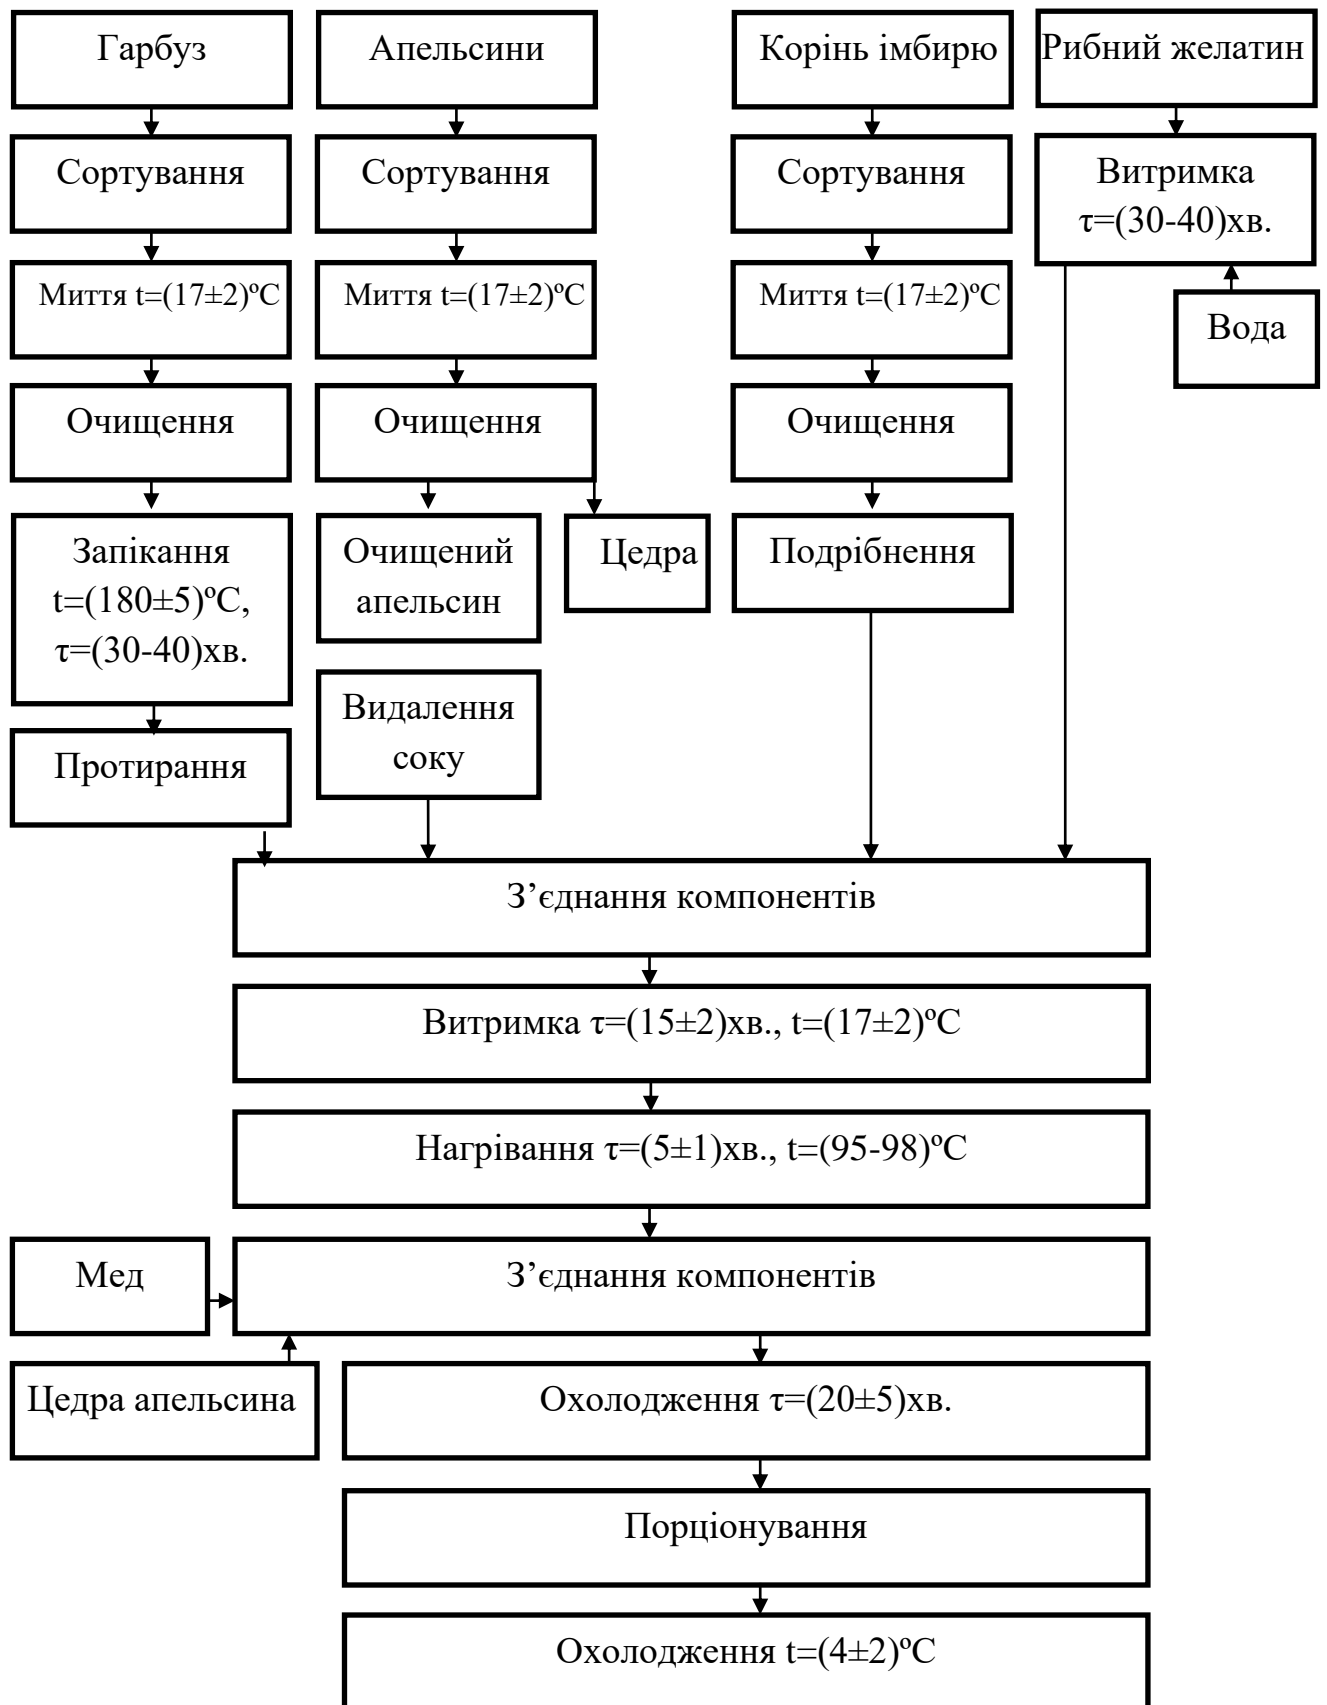 Гарбуз
Апельсини
Корінь імбирю
Рибний желатин
Сортування
Сортування
Сортування
Витримка
τ=(30-40)хв.
Миття t=(17±2)ºС
Миття t=(17±2)ºС
Миття t=(17±2)ºС
Вода
Очищення
Очищення
Очищення
Запікання
t=(180±5)ºС,
τ=(30-40)хв.
Очищений
апельсин
Цедра
Подрібнення
Протирання
Видалення
соку
З’єднання компонентів
Витримка τ=(15±2)хв., t=(17±2)ºС
Нагрівання τ=(5±1)хв., t=(95-98)ºС
Мед
З’єднання компонентів
Цедра апельсина
Охолодження τ=(20±5)хв.
Порціонування
Охолодження t=(4±2)ºС